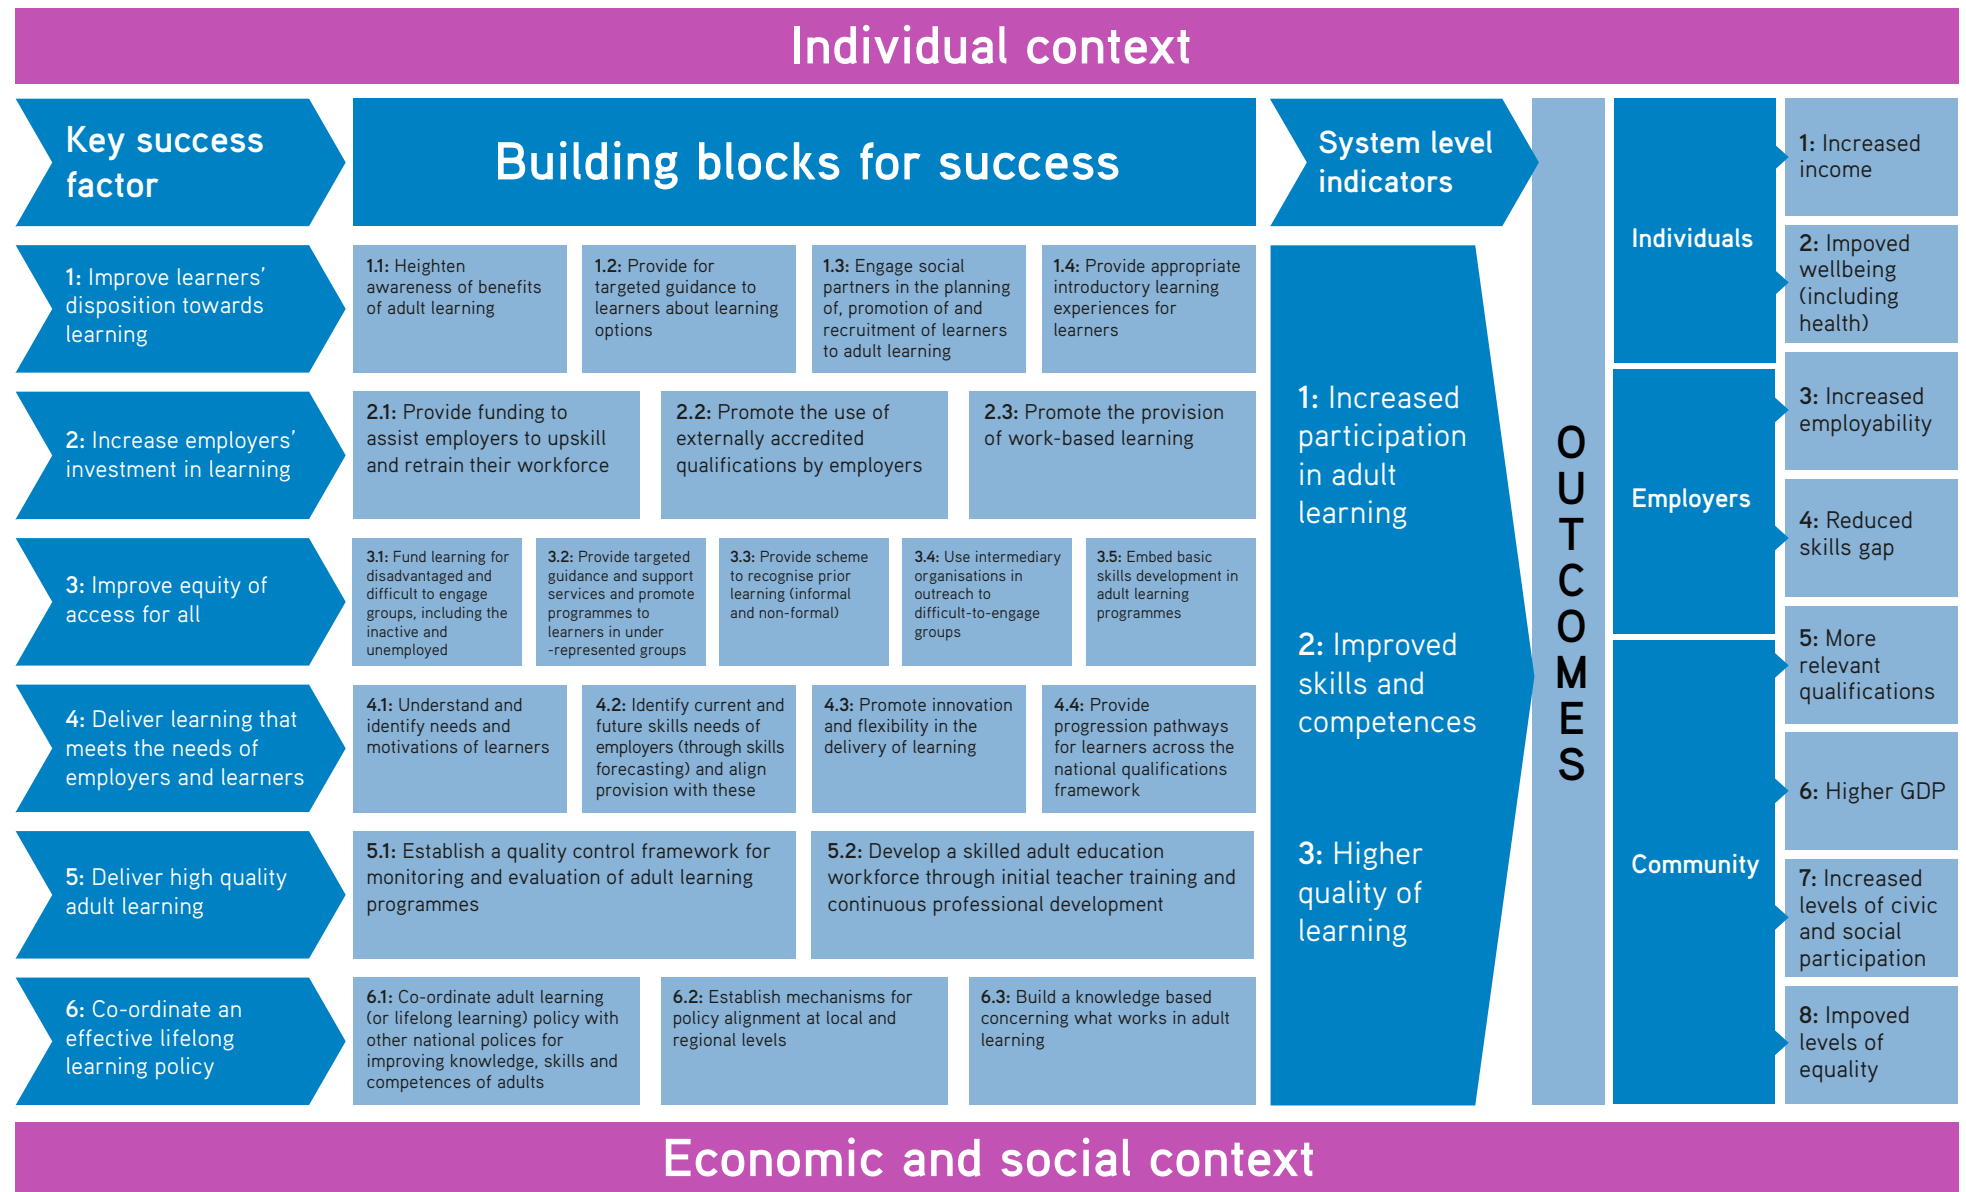 Individual context
Key success
factor
Building blocks for success
System level
indicators
1: Improve learners’
disposition towards
learning
1.1: Heighten
awareness of benefits
of adult learning
1.2: Provide for
targeted guidance to
learners about learning
options
1.3: Engage social
partners in the planning
of, promotion of and
recruitment of learners
to adult learning
1.4: Provide appropriate
introductory learning
experiences for
learners
2: Increase employers’
investment in learning
2.1: Provide funding to
assist employers to upskill
and retrain their workforce
2.2: Promote the use of
externally accredited
qualifications by employers
2.3: Promote the provision
of work-based learning
3: Improve equity of
access for all
3.1: Fund learning for
disadvantaged and
difficult to engage
groups, including the
inactive and
unemployed
3.2: Provide targeted
guidance and support
services and promote
programmes to
learners in under
-represented groups
3.3: Provide scheme
to recognise prior
learning (informal
and non-formal)
3.4: Use intermediary
organisations in
outreach to
difficult-to-engage
groups
3.5: Embed basic
skills development in
adult learning
programmes
4: Deliver learning that
meets the needs of
employers and learners
4.1: Understand and
identify needs and
motivations of learners
4.2: Identify current and
future skills needs of
employers (through skills
forecasting) and align
provision with these
4.3: Promote innovation
and flexibility in the
delivery of learning
4.4: Provide
progression pathways
for learners across the
national qualifications
framework
5: Deliver high quality
adult learning
5.1: Establish a quality control framework for
monitoring and evaluation of adult learning
programmes
5.2: Develop a skilled adult education
workforce through initial teacher training and
continuous professional development
6: Co-ordinate an
effective lifelong
learning policy
6.1: Co-ordinate adult learning
(or lifelong learning) policy with
other national polices for
improving knowledge, skills and
competences of adults
6.2: Establish mechanisms for
policy alignment at local and
regional levels
6.3: Build a knowledge based
concerning what works in adult
learning
1: Increased
participation
in adult
learning
2: Improved
skills and
competences
3: Higher
quality of
learning
OUTCOMES
Individuals
1: Increased
income
2: Impoved
wellbeing
(including
health)
Employers
3: Increased
employability
4: Reduced
skills gap
Community
5: More
relevant
qualifications
6: Higher GDP
7: Increased
levels of civic
and social
participation
8: Impoved
levels of
equality
Economic and social context